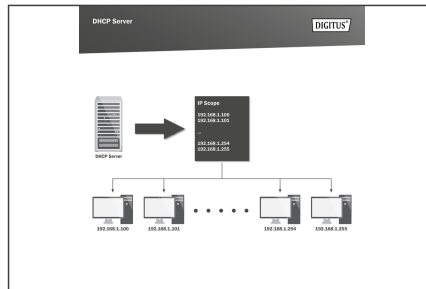 DHCP Server
DIGITUS®
IP Scope
192.168.1.100
192.168.1.101
...
192.168.1.254
192.168.1.255
DHCP Server
192.168.1.100
192.168.1.101
192.168.1.254
192.168.1.255